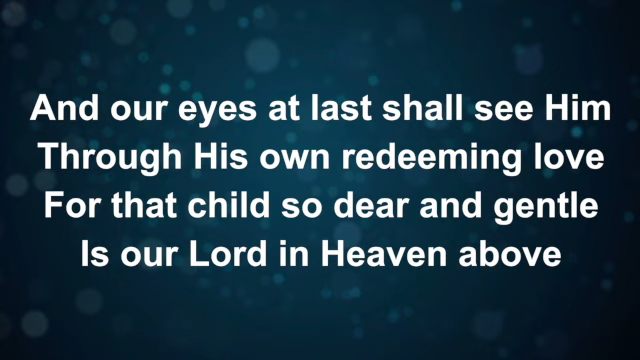 And our eyes at last shall see Him
Through His own redeeming love
For that child so dear and gentle
Is our Lord in Heaven above